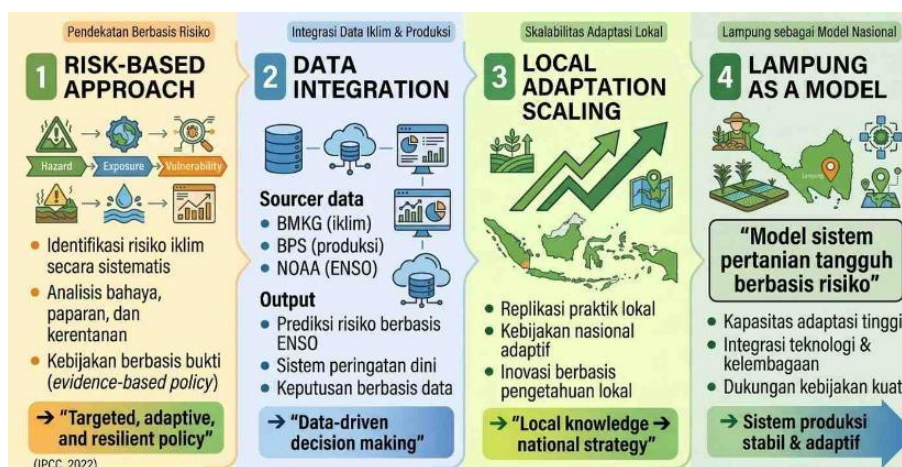 Pendekatan Berbasis Risiko
1 RISK-BASED
APPROACH
Hazard
Exposure
Vulnerability
• Identifikasi risiko iklim
secara sistematis
• Analisis bahaya,
paparan, dan
kerentanan
• Kebijakan berbasis bukti
(evidence-based policy)
→ "Targeted, adaptive,
and resilient policy"
(IPCC, 2022)
Integrasi Data Iklim & Produksi
2 DATA
INTEGRATION
Sourcer data
• BMKG (iklim)
• BPS (produksi)
• NOAA (ENSO)
Output
• Prediksi risiko berbasis
ENSO
• Sistem peringatan dini
• Keputusan berbasis data
→ "Data-driven
decision making"
Skalabilitas Adaptasi Lokal
3 LOCAL
ADAPTATION
SCALING
• Replikasi praktik lokal
• Kebijakan nasional
adaptif
• Inovasi berbasis
pengetahuan lokal
→ "Local knowledge →
national strategy"
Lampung sebagai Model Nasional
4 LAMPUNG
AS A MODEL
Lampung
"Model sistem
pertanian tangguh
berbasis risiko"
• Kapasitas adaptasi tinggi
• Integrasi teknologi &
kelembagaan
• Dukungan kebijakan kuat
→ Sistem produksi
stabil & adaptif